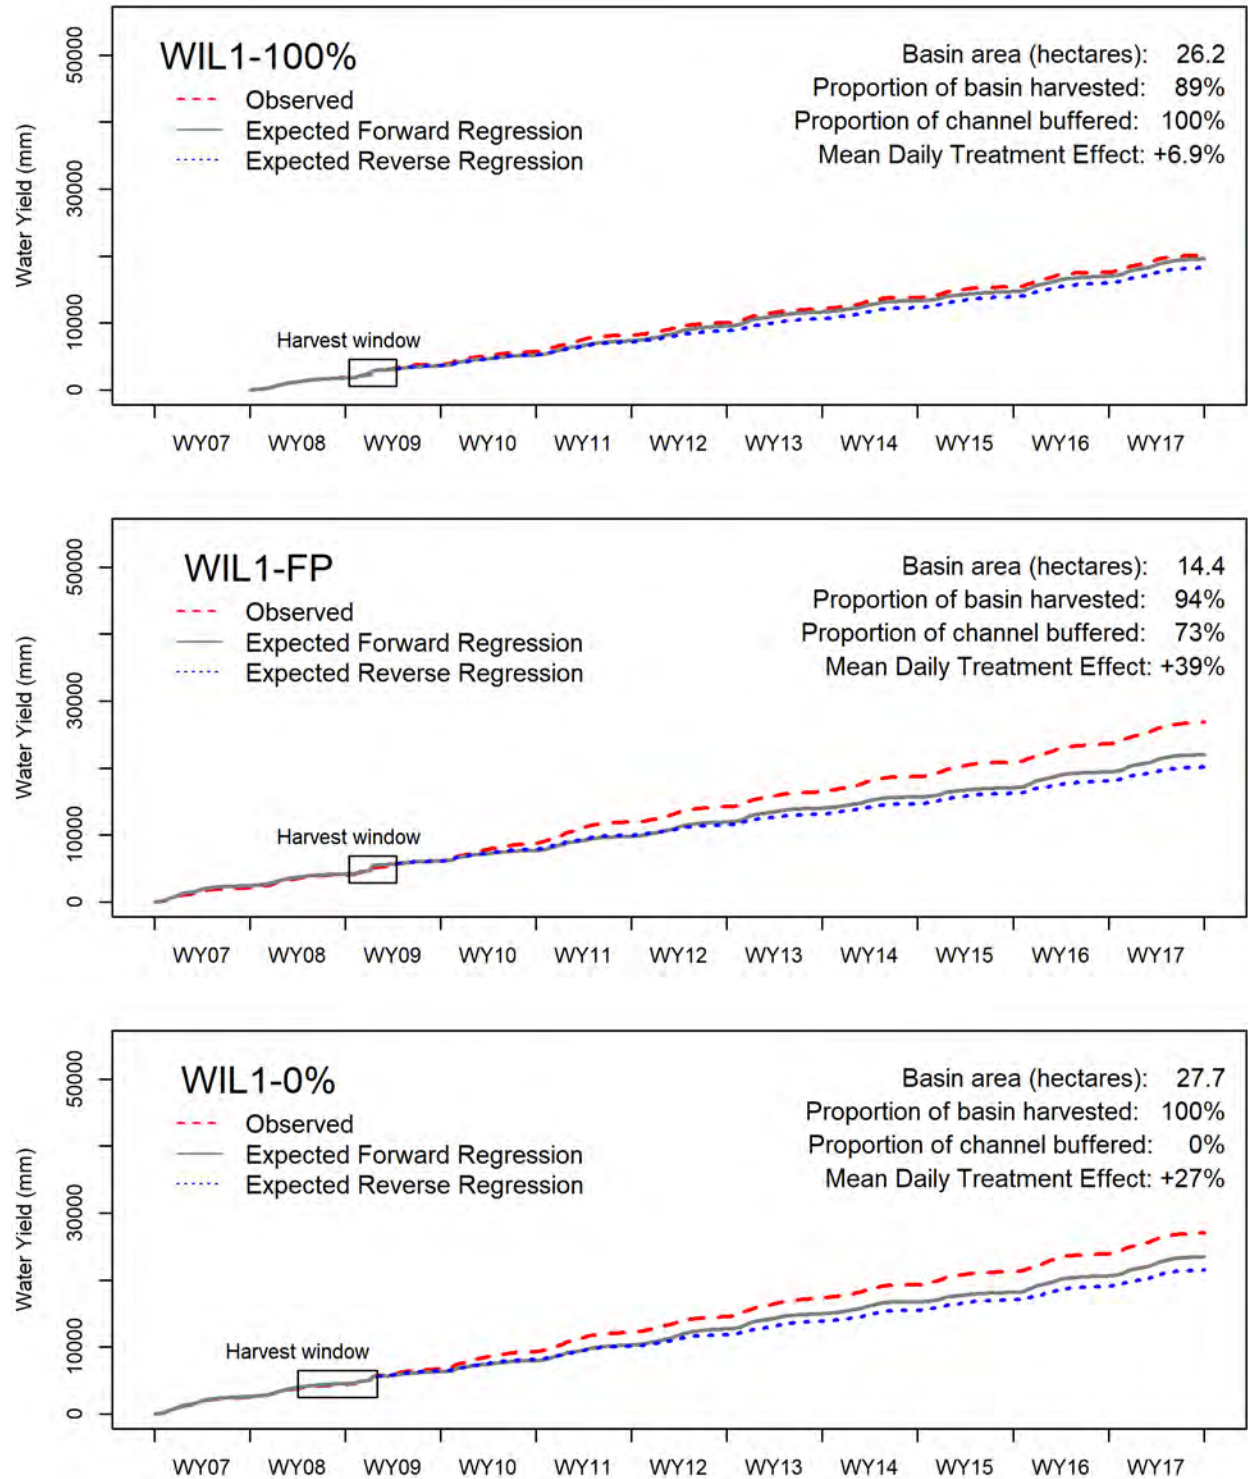 WIL1-100%
Observed
Expected Forward Regression
Expected Reverse Regression
Basin area (hectares): 26.2
Proportion of basin harvested: 89%
Proportion of channel buffered: 100%
Mean Daily Treatment Effect: +6.9%
Water Yield (mm)
50000
30000
10000
0
Harvest window
WY07 WY08 WY09 WY10 WY11 WY12 WY13 WY14 WY15 WY16 WY17
WIL1-FP
Observed
Expected Forward Regression
Expected Reverse Regression
Basin area (hectares): 14.4
Proportion of basin harvested: 94%
Proportion of channel buffered: 73%
Mean Daily Treatment Effect: +39%
Water Yield (mm)
50000
30000
10000
0
Harvest window
WY07 WY08 WY09 WY10 WY11 WY12 WY13 WY14 WY15 WY16 WY17
WIL1-0%
Observed
Expected Forward Regression
Expected Reverse Regression
Basin area (hectares): 27.7
Proportion of basin harvested: 100%
Proportion of channel buffered: 0%
Mean Daily Treatment Effect: +27%
Water Yield (mm)
50000
30000
10000
0
Harvest window
WY07 WY08 WY09 WY10 WY11 WY12 WY13 WY14 WY15 WY16 WY17